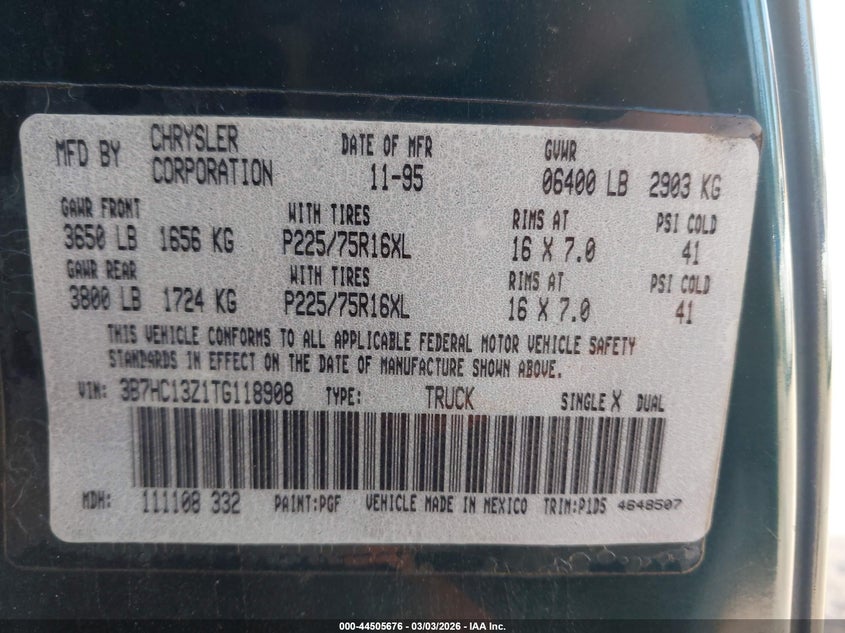 MFD BY CHRYSLER CORPORATION DATE OF MFR 11-95 GVWR 06400 LB 2903 KG
GAWR FRONT WITH TIRES RIMS AT PSI COLD
3650 LB 1656 KG P225/75R16XL 16 X 7.0 41
GAWR REAR WITH TIRES RIMS AT PSI COLD
3800 LB 1724 KG P225/75R16XL 16 X 7.0 41
THIS VEHICLE CONFORMS TO ALL APPLICABLE FEDERAL MOTOR VEHICLE SAFETY
STANDARDS IN EFFECT ON THE DATE OF MANUFACTURE SHOWN ABOVE.
VIN: 3B7HC13Z1TG118908 TYPE: TRUCK SINGLE X DUAL
MDH: 111108 332 PAINT:PGF VEHICLE MADE IN MEXICO TRIM:P1D5 4648507
000-44505676 - 03/03/2026 - IAA Inc.